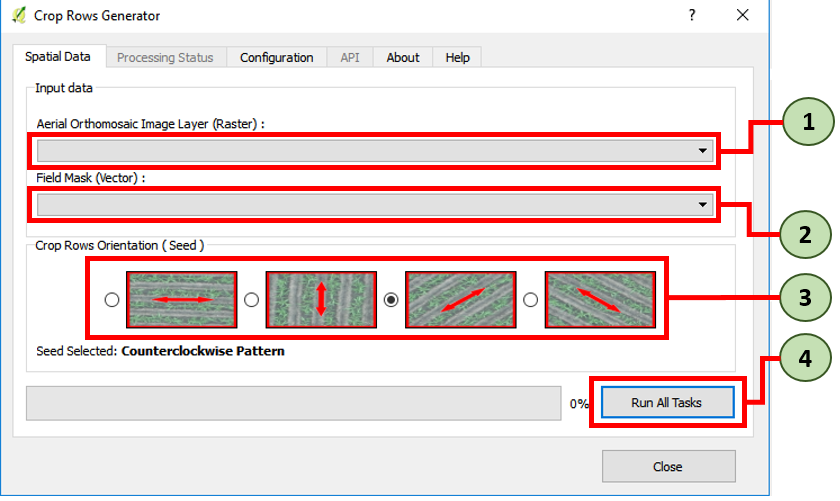 Crop Rows Generator
?
Spatial Data Processing Status Configuration API About Help
Input data
Aerial Orthomosaic Image Layer (Raster) :
1
Field Mask (Vector) :
2
Crop Rows Orientation ( Seed )
3
Seed Selected: Counterclockwise Pattern
4
0% Run All Tasks
Close